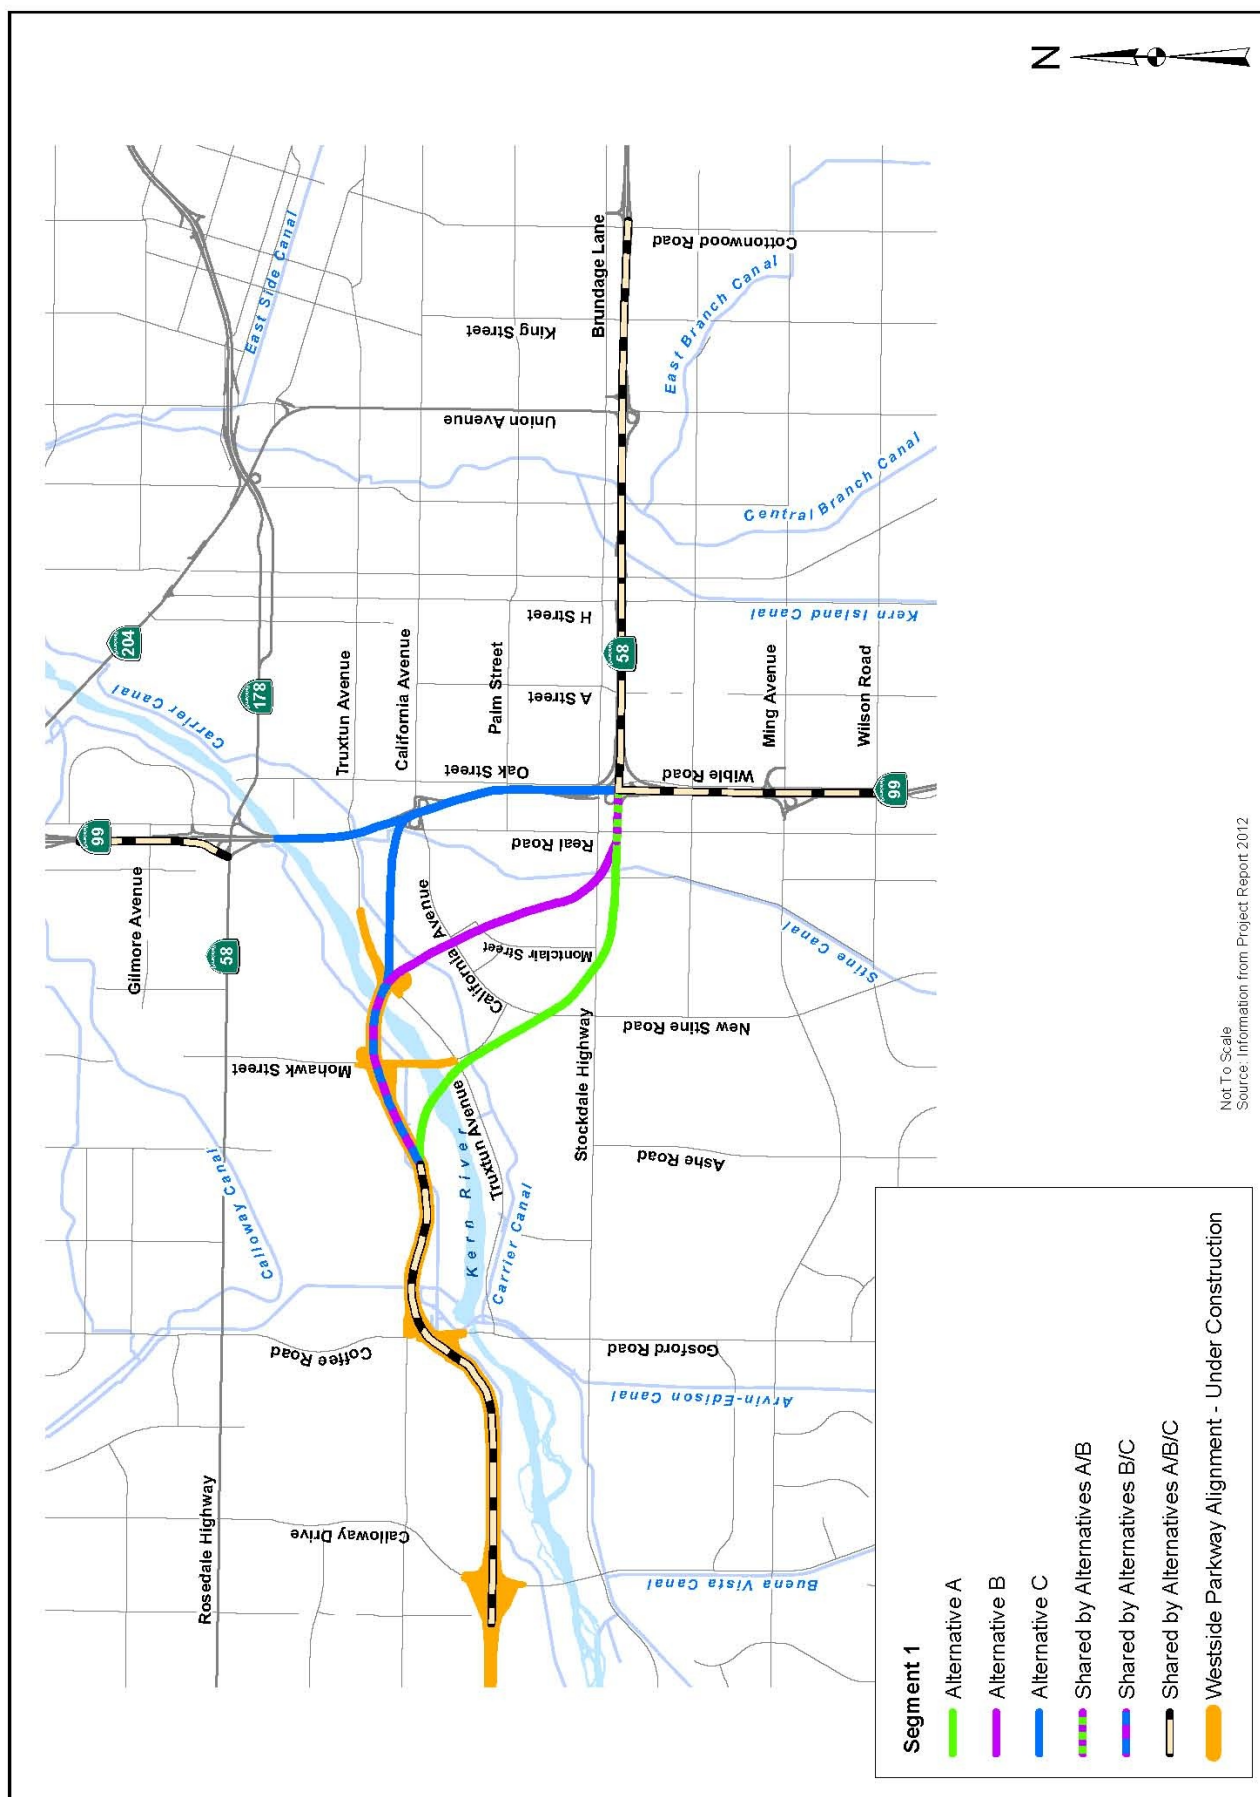 N
East Side Canal
Brundage Lane
Cottonwood Road
King Street
East Branch Canal
Union Avenue
Central Branch Canal
Kern Island Canal
H Street
204
178
58
Carrier Canal
Truxtun Avenue
California Avenue
Palm Street
A Street
Ming Avenue
Wilson Road
Oak Street
Wible Road
99
99
Gilmore Avenue
Real Road
58
California Avenue
Montclair Street
Stine Canal
Mohawk Street
Stockdale Highway
New Stine Road
Truxtun Avenue
Kern River
Ashe Road
Calloway Canal
Carrier Canal
Coffee Road
Gosford Road
Arvin-Edison Canal
Rosedale Highway
Calloway Drive
Buena Vista Canal
Not To Scale
Source: Information from Project Report 2012
Segment 1
Alternative A
Alternative B
Alternative C
Shared by Alternatives A/B
Shared by Alternatives B/C
Shared by Alternatives A/B/C
Westside Parkway Alignment - Under Construction